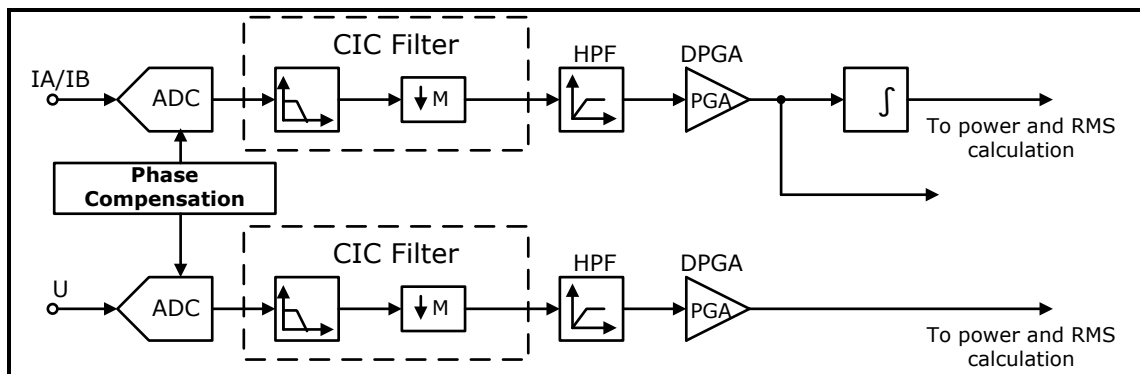 CIC Filter
IA/IB
ADC
↓ M
HPF
DPGA
PGA
∫
To power and RMS
calculation
Phase
Compensation
CIC Filter
U
ADC
↓ M
HPF
DPGA
PGA
To power and RMS
calculation